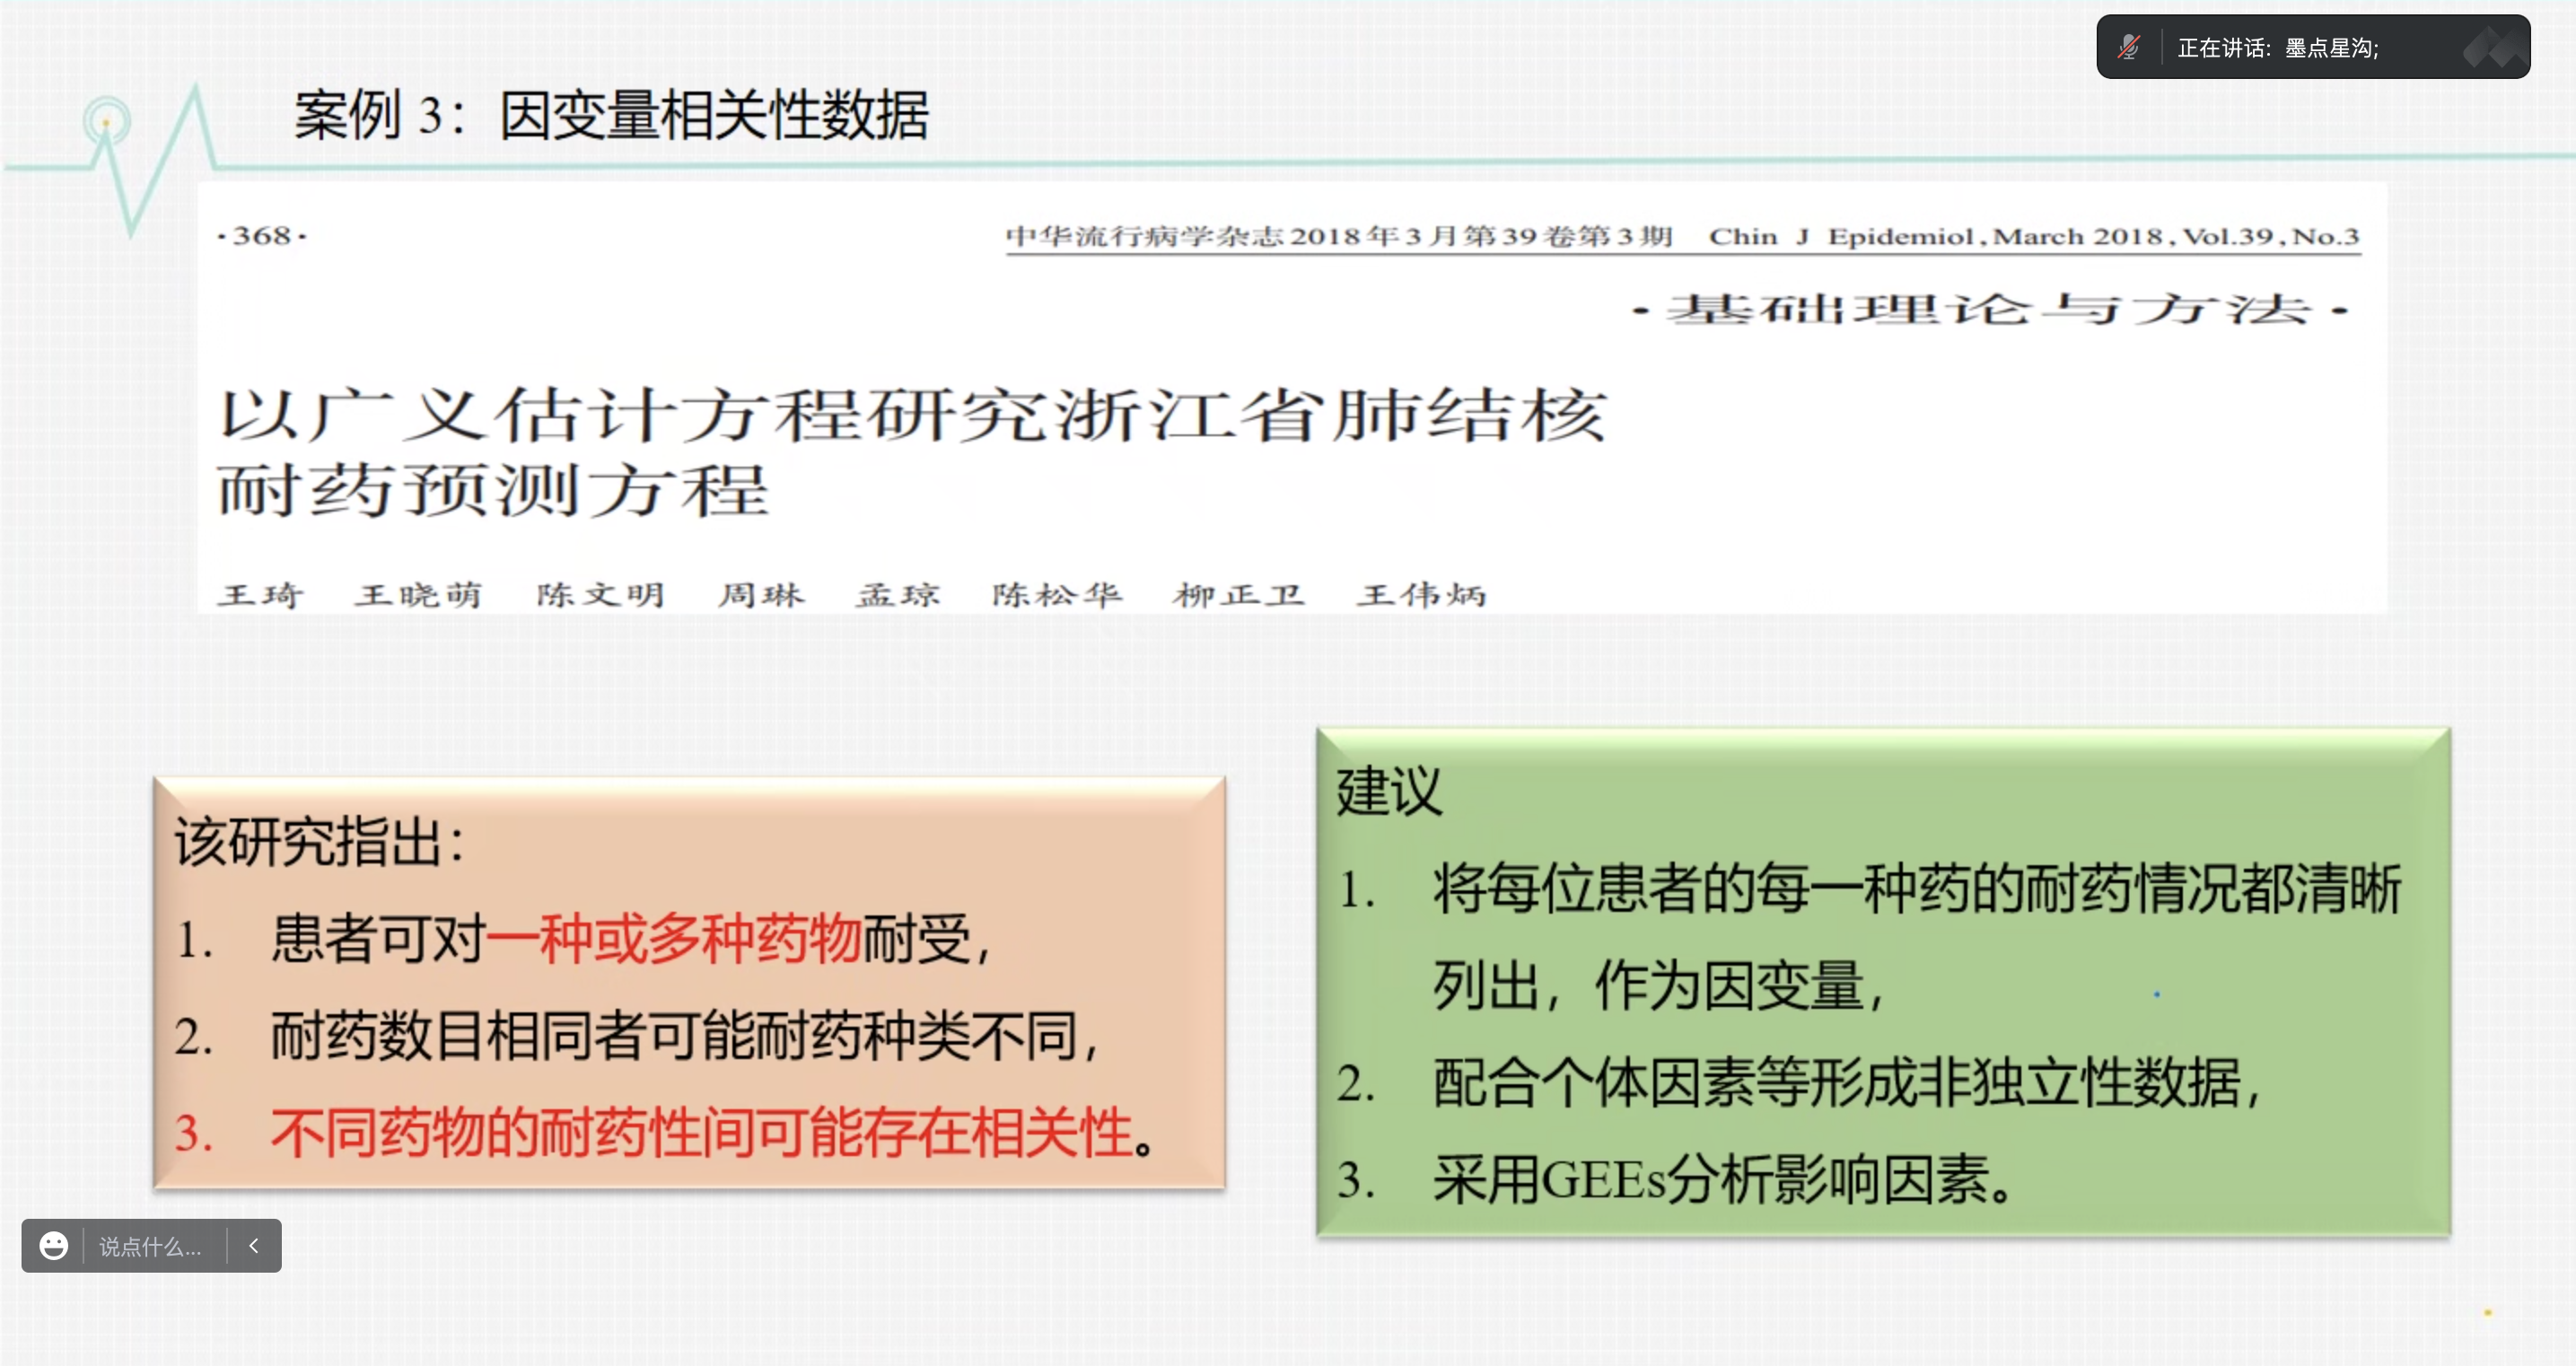 正在讲话: 墨点星沟;
案例 3：因变量相关性数据
·368·
中华流行病学杂志2018年3月第39卷第3期 Chin J Epidemiol,March 2018,Vol.39,No.3
·基础理论与方法·
以广义估计方程研究浙江省肺结核
耐药预测方程
王琦 王晓萌 陈文明 周琳 孟琼 陈松华 柳正卫 王伟炳
该研究指出：
1. 患者可对一种或多种药物耐受，
2. 耐药数目相同者可能耐药种类不同，
3. 不同药物的耐药性间可能存在相关性。
建议
1. 将每位患者的每一种药的耐药情况都清晰
列出，作为因变量，
2. 配合个体因素等形成非独立性数据，
3. 采用GEEs分析影响因素。
说点什么...